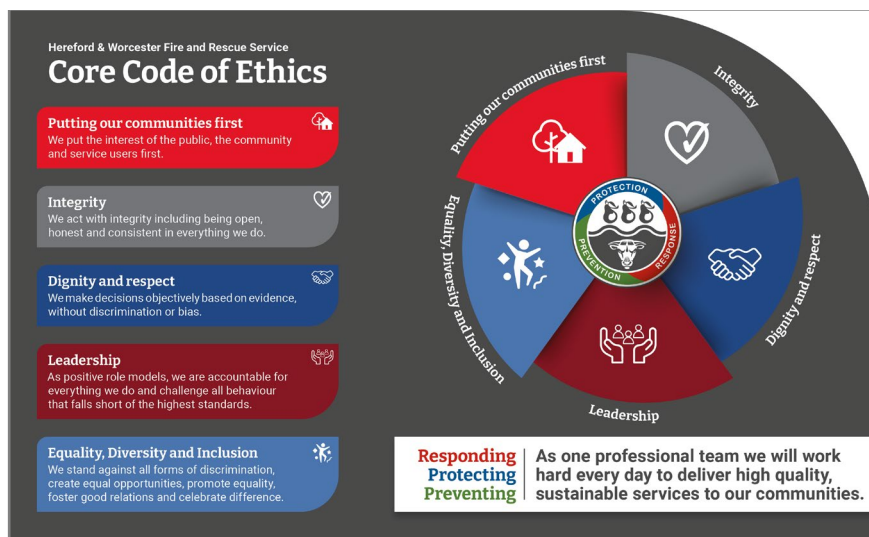 Hereford & Worcester Fire and Rescue Service
Core Code of Ethics
Putting our communities first
We put the interest of the public, the community
and service users first.
Integrity
We act with integrity including being open,
honest and consistent in everything we do.
Dignity and respect
We make decisions objectively based on evidence,
without discrimination or bias.
Leadership
As positive role models, we are accountable for
everything we do and challenge all behaviour
that falls short of the highest standards.
Equality, Diversity and Inclusion
We stand against all forms of discrimination,
create equal opportunities, promote equality,
foster good relations and celebrate difference.
Putting our communities first
Integrity
Dignity and respect
Leadership
Equality, Diversity and Inclusion
PROTECTION
RESPONSE
PREVENTION
Responding
Protecting
Preventing
As one professional team we will work
hard every day to deliver high quality,
sustainable services to our communities.